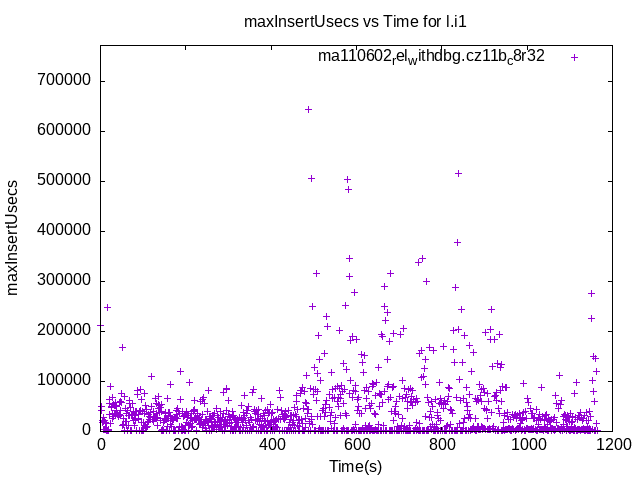 maxInsertUsecs vs Time for l.i1
ma110602_rel_withdbg.cz11b_c8r32
700000
600000
500000
400000
300000
200000
100000
0
maxInsertUsecs
0 200 400 600 800 1000 1200
Time(s)